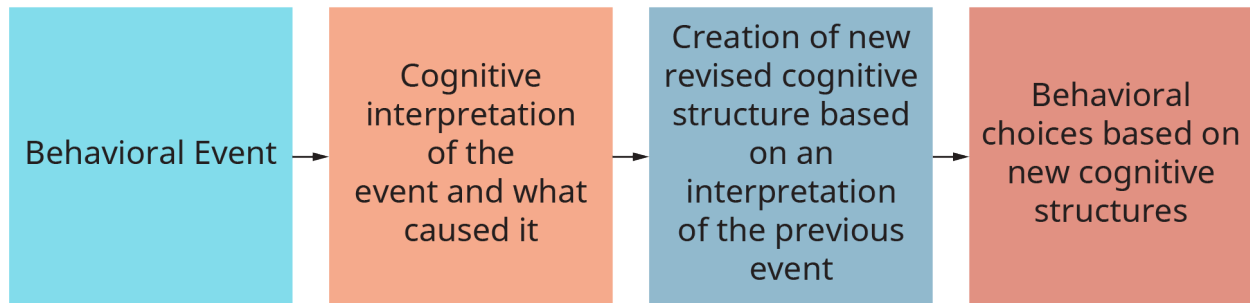 Behavioral Event
Cognitive
interpretation
of the
event and what
caused it
Creation of new
revised cognitive
structure based
on an
interpretation
of the previous
event
Behavioral
choices based on
new cognitive
structures